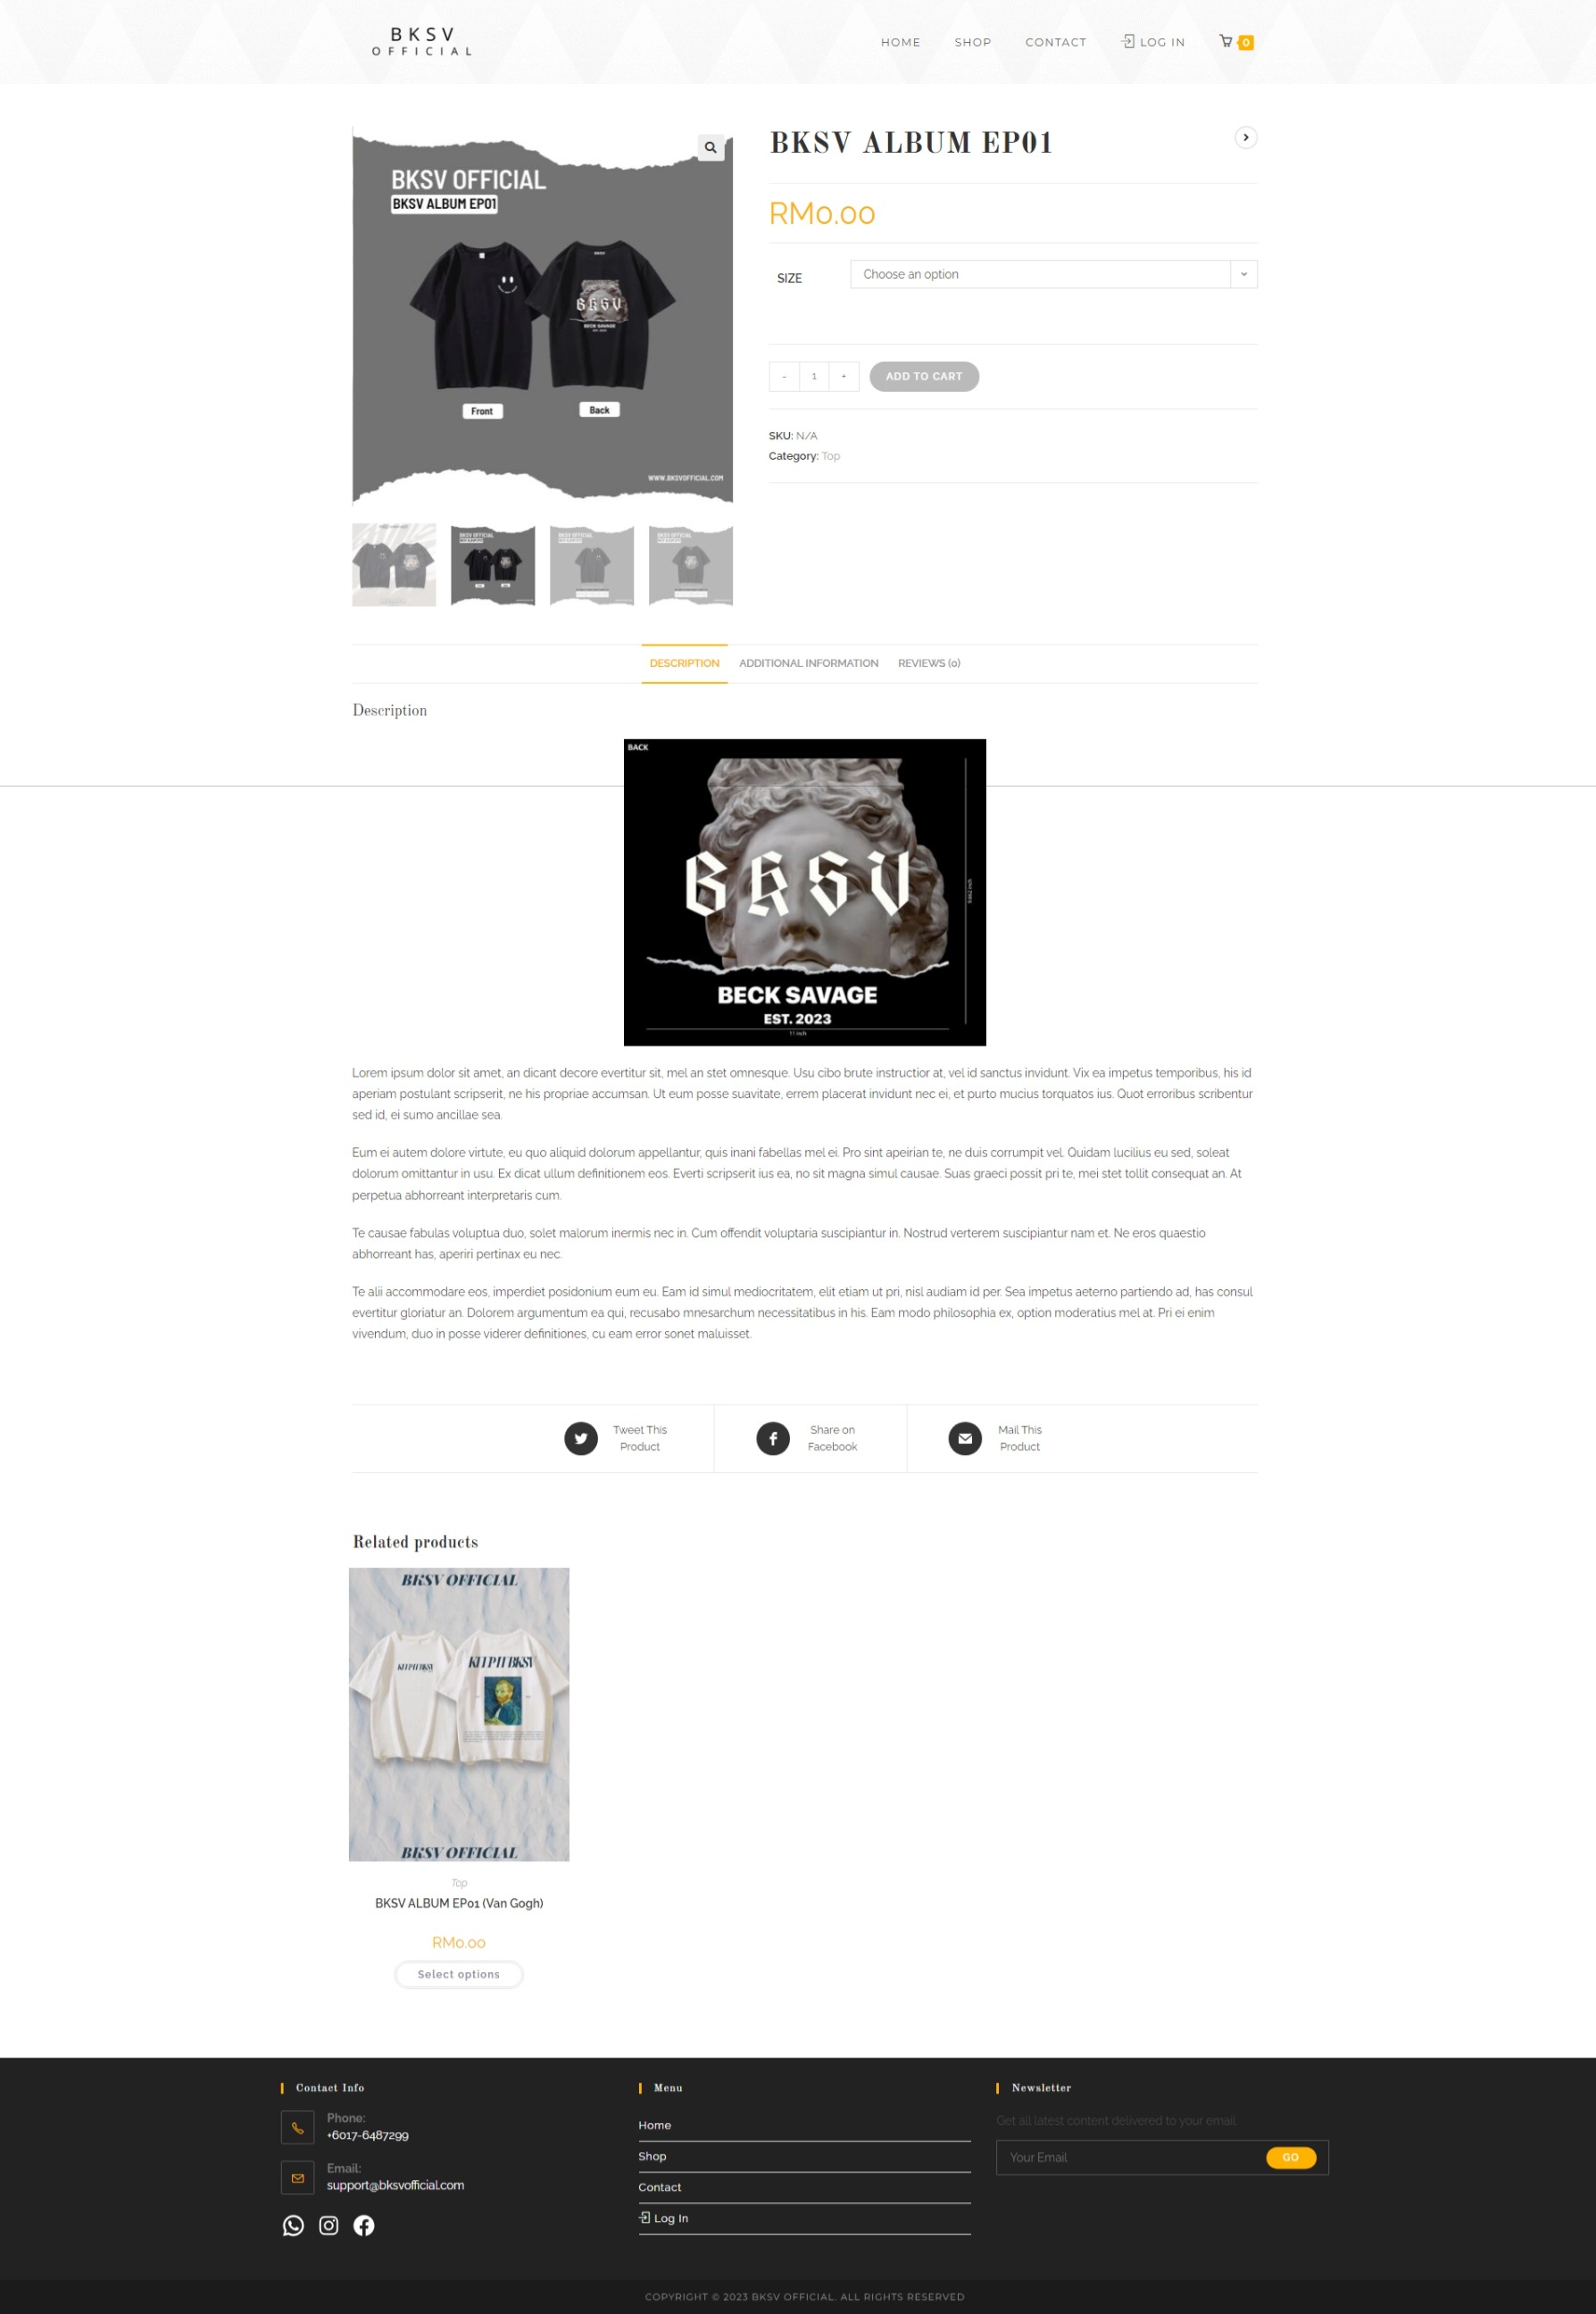 BKSV
OFFICIAL
HOME
SHOP
CONTACT
LOG IN
0
BKSV OFFICIAL
BKSV ALBUM EP01
BKSV
BKSV
BECK SAVAGE
Front
Back
WWW.BKSVOFFICIAL.COM
BKSV ALBUM EP01
RM0.00
SIZE
Choose an option
- 1 +
ADD TO CART
SKU: N/A
Category: Top
DESCRIPTION
ADDITIONAL INFORMATION
REVIEWS (0)
Description
BACK
BKSV
BECK SAVAGE
EST. 2023
11 inch
Lorem ipsum dolor sit amet, an dicant decore evertitur sit, mel an stet omnesque. Usu cibo brute instructior at, vel id sanctus invidunt. Vix ea impetus temporibus, his id
aperiam postulant scripserit, ne his propriae accumsan. Ut eum posse suavitate, errem placerat invidunt nec ei, et purto mucius torquatos ius. Quot erroribus scribentur
sed id, ei sumo ancillae sea.
Eum ei autem dolore virtute, eu quo aliquid dolorum appellantur, quis inani fabellas mel ei. Pro sint apeirian te, ne duis corrumpit vel. Quidam lucilius eu sed, soleat
dolorum omittantur in usu. Ex dicat ullum definitionem eos. Everti scripserit ius ea, no sit magna simul causae. Suas graeci possit pri te, mei stet tollit consequat an. At
perpetua abhorreant interpretaris cum.
Te causae fabulas voluptua duo, solet malorum inermis nec in. Cum offendit voluptaria suscipiantur in. Nostrud verterem suscipiantur nam et. Ne eros quaestio
abhorreant has, aperiri pertinax eu nec.
Te alii accommodare eos, imperdiet posidonium eum eu. Eam id simul mediocritatem, elit etiam ut pri, nisl audiam id per. Sea impetus aeterno partiendo ad, has consul
evertitur gloriatur an. Dolorem argumentum ea qui, recusabo mnesarchum necessitatibus in his. Eam modo philosophia ex, option moderatius mel at. Pri ei enim
vivendum, duo in posse viderer definitiones, cu eam error sonet maluisset.
Tweet This
Product
Share on
Facebook
Mail This
Product
Related products
BKSV OFFICIAL
BKSV OFFICIAL
Top
BKSV ALBUM EP01 (Van Gogh)
RM0.00
Select options
Contact Info
Phone:
+6017-6487299
Email:
support@bksvofficial.com
Menu
Home
Shop
Contact
Log In
Newsletter
Get all latest content delivered to your email
Your Email
GO
COPYRIGHT © 2023 BKSV OFFICIAL. ALL RIGHTS RESERVED